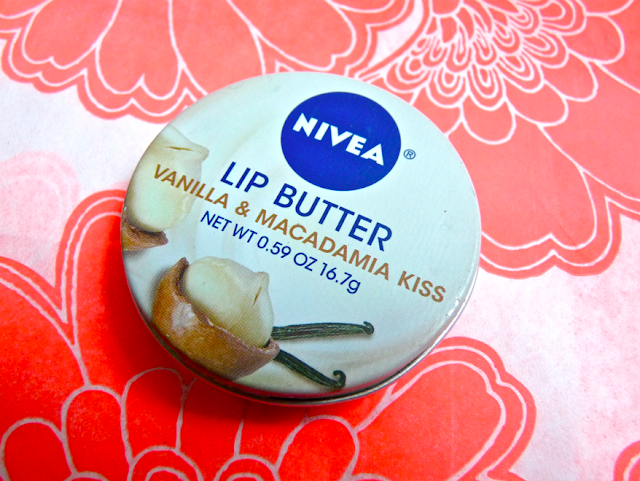 NIVEA ®
LIP BUTTER
VANILLA & MACADAMIA KISS
NET WT 0.59 OZ 16.7g